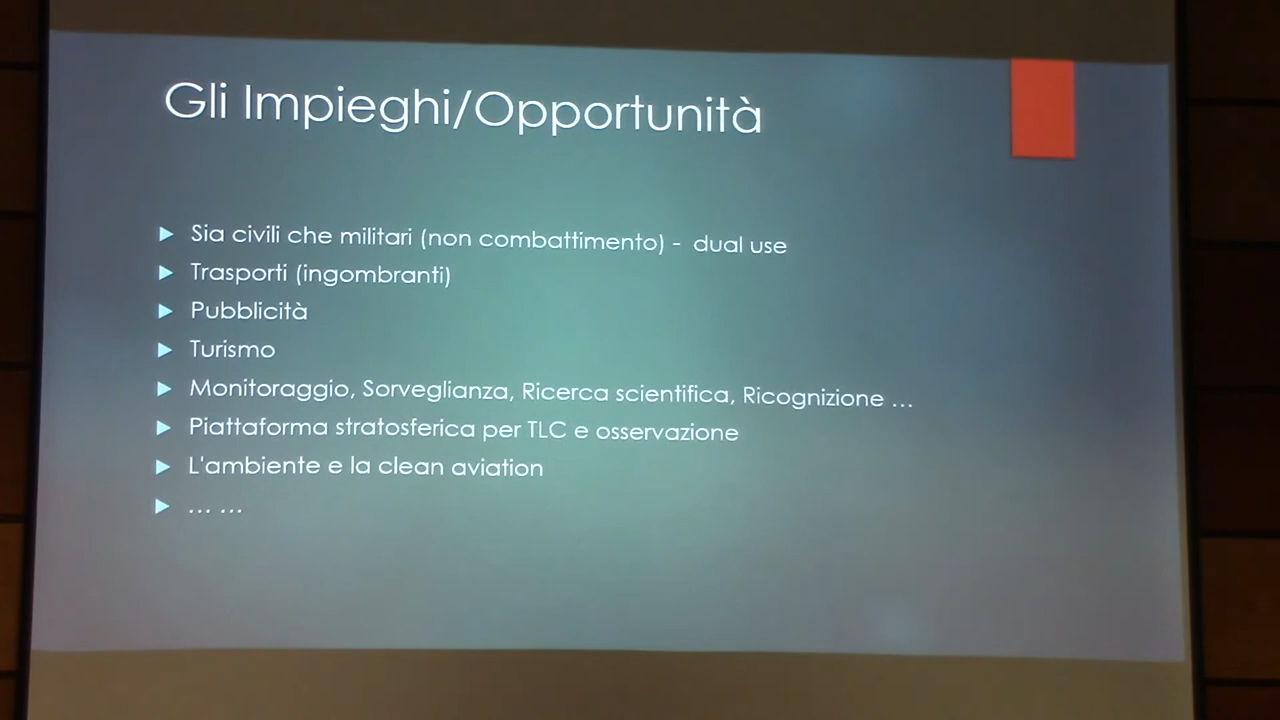 Gli Impieghi/Opportunità
Sia civili che militari (non combattimento) - dual use
Trasporti (ingombranti)
Pubblicità
Turismo
Monitoraggio, Sorveglianza, Ricerca scientifica, Ricognizione ...
Piattaforma stratosferica per TLC e osservazione
L'ambiente e la clean aviation
... ...